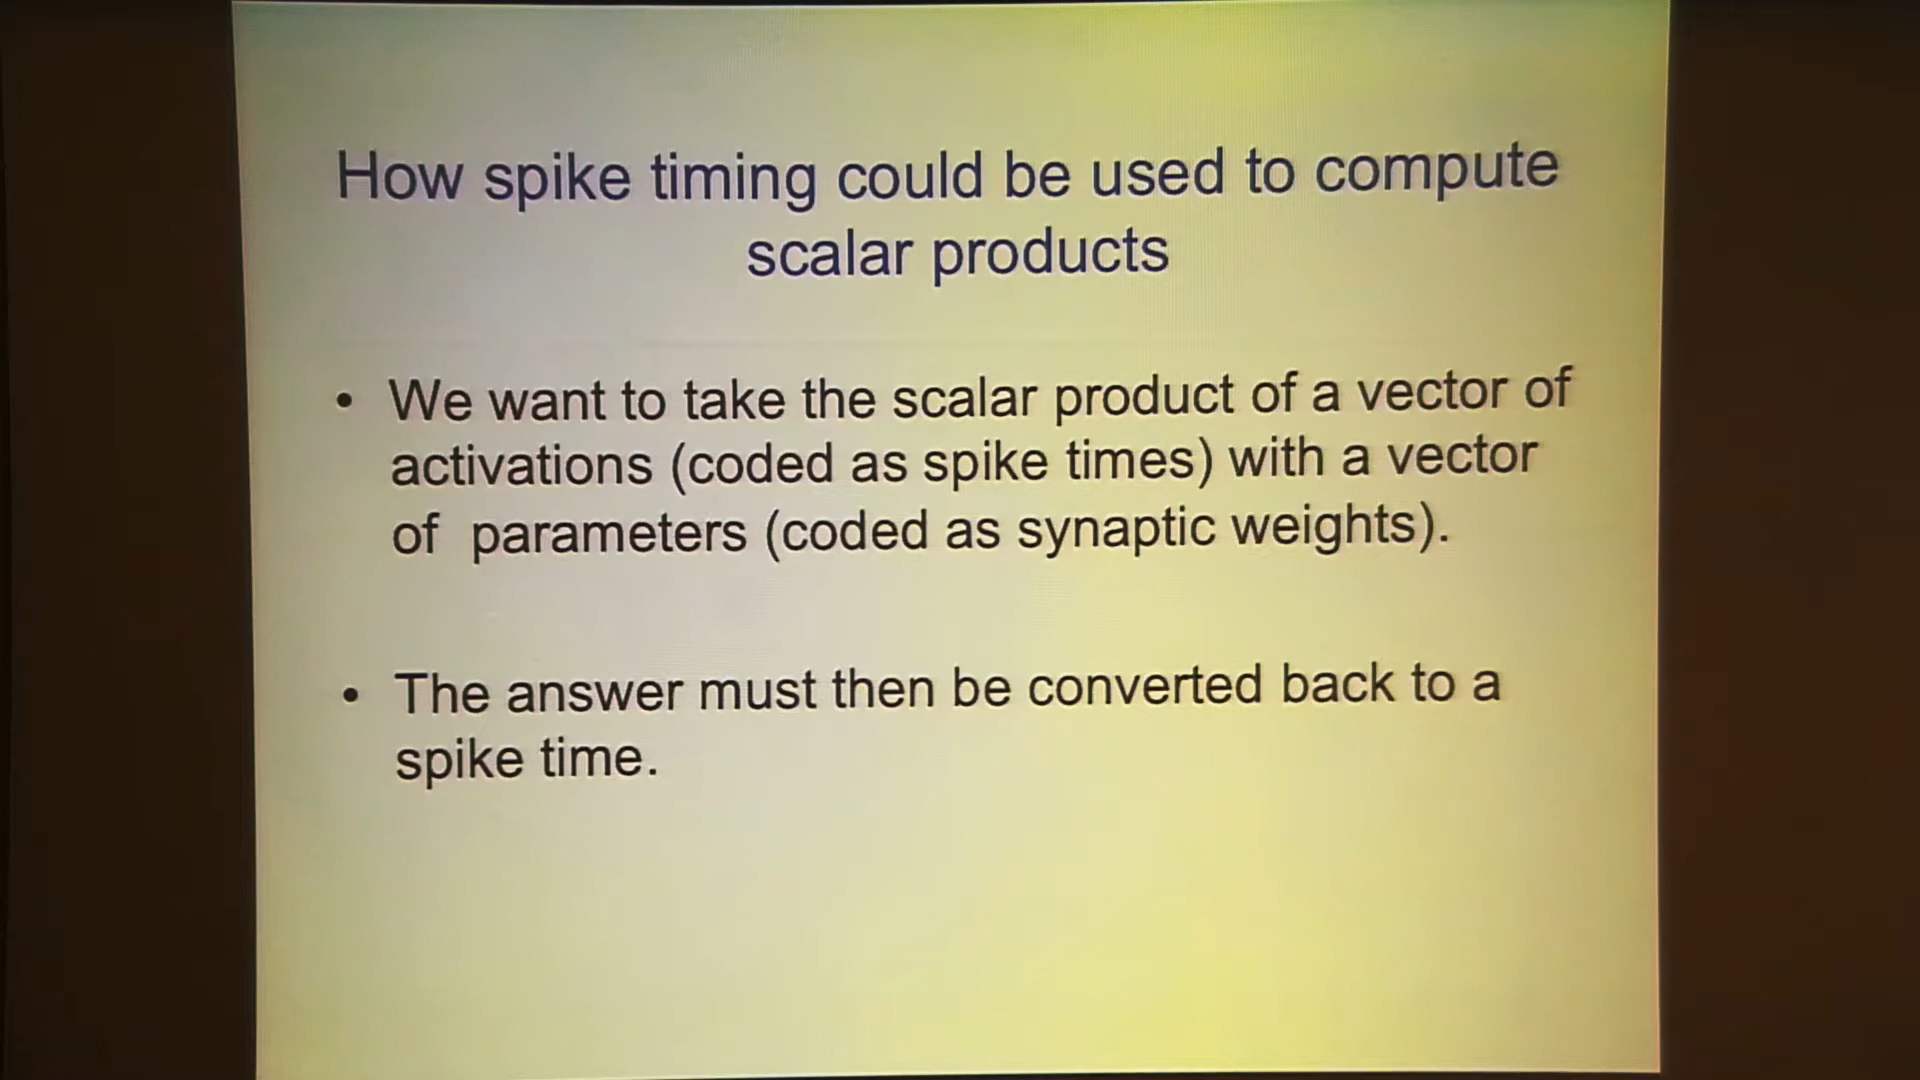 How spike timing could be used to compute
scalar products
• We want to take the scalar product of a vector of
activations (coded as spike times) with a vector
of parameters (coded as synaptic weights).
• The answer must then be converted back to a
spike time.